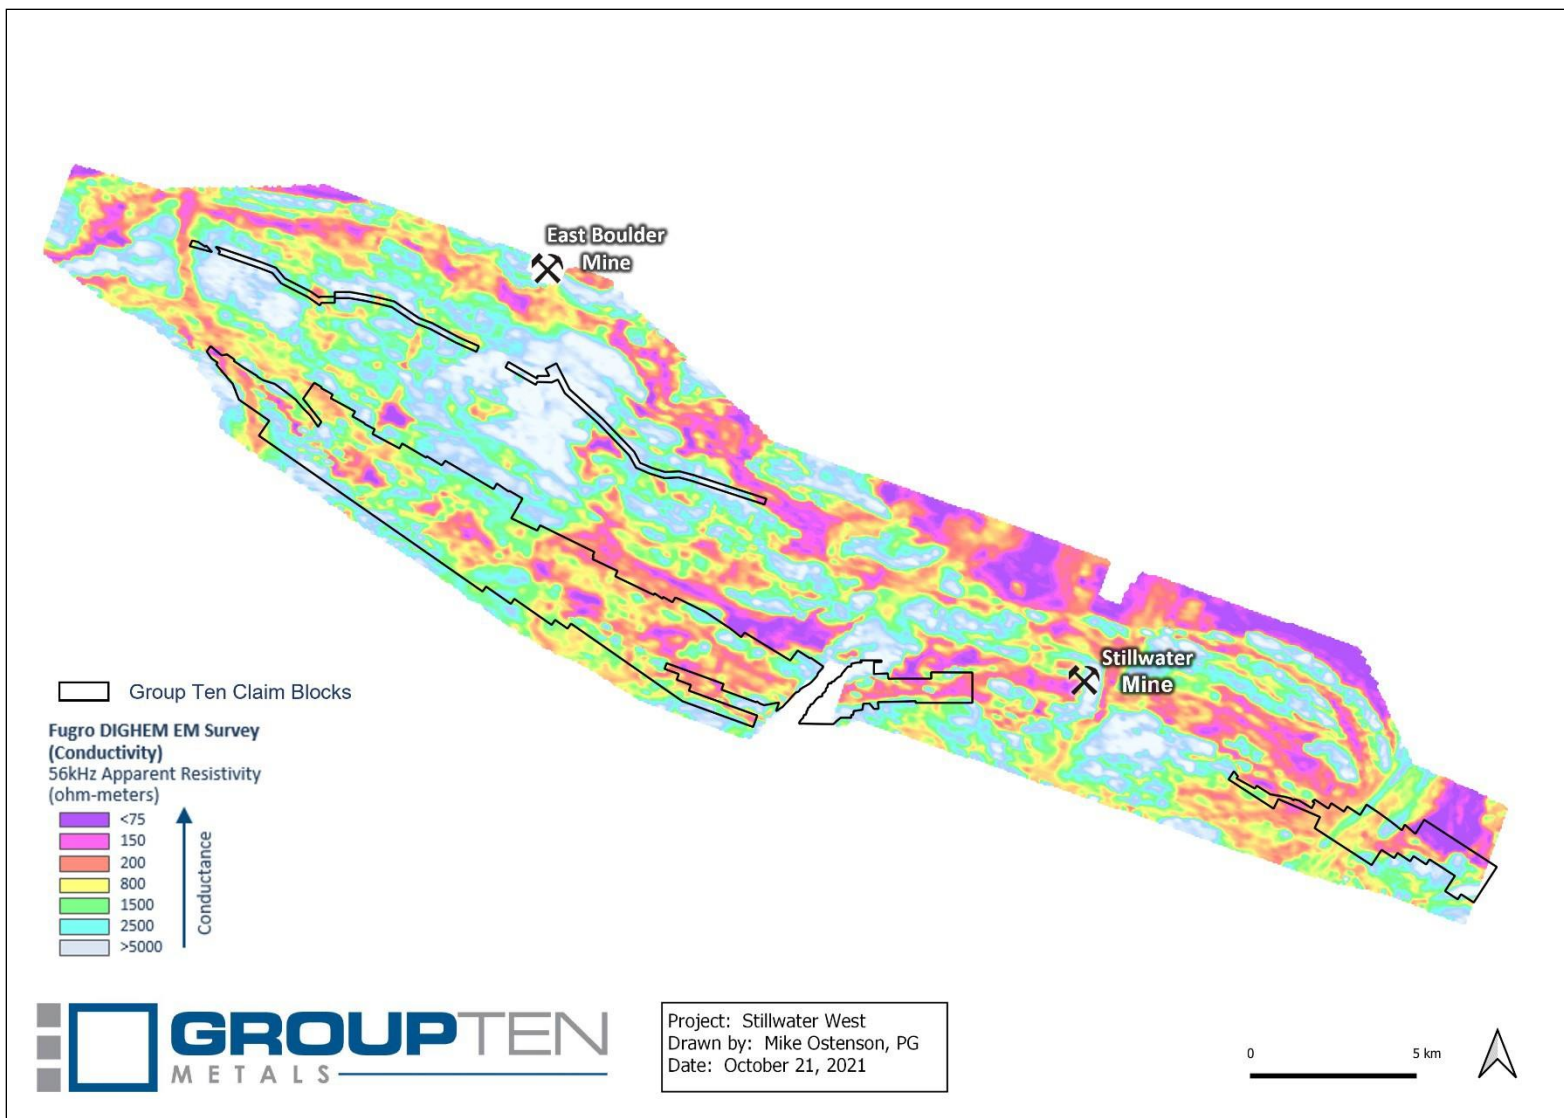 East Boulder
Mine
Stillwater
Mine
Group Ten Claim Blocks
Fugro DIGHEM EM Survey
(Conductivity)
56kHz Apparent Resistivity
(ohm-meters)
<75
150
200
800
1500
2500
>5000
Conductance
GROUPTEN
METALS
Project: Stillwater West
Drawn by: Mike Ostenson, PG
Date: October 21, 2021
0 5 km